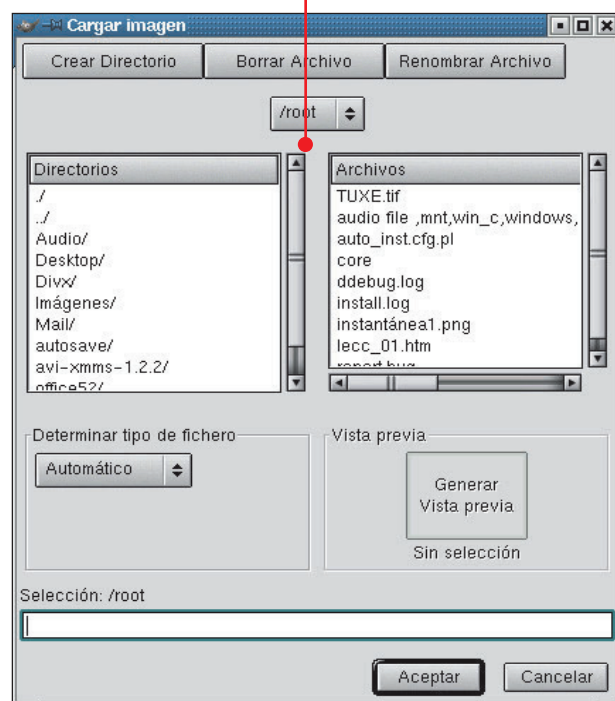 Cargar imagen
Crear Directorio
Borrar Archivo
Renombrar Archivo
/root
Directorios
./
../
Audio/
Desktop/
Divx/
Imágenes/
Mail/
autosave/
avi-xmms-1.2.2/
office52/
Archivos
TUXE.tif
audio file ,mnt,win_c,windows,
auto_inst.cfg.pl
core
ddebug.log
install.log
instantánea1.png
lecc_01.htm
Determinar tipo de fichero
Automático
Vista previa
Generar
Vista previa
Sin selección
Selección: /root
Aceptar
Cancelar